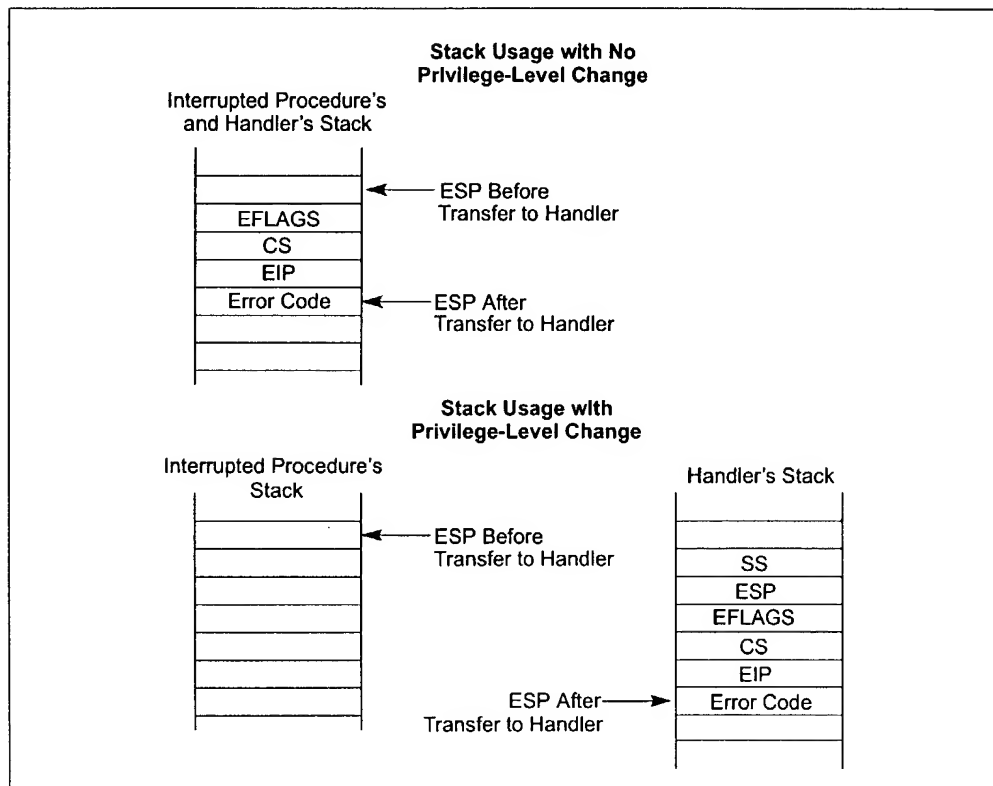 Stack Usage with No
Privilege-Level Change
Interrupted Procedure's
and Handler's Stack
ESP Before
Transfer to Handler
EFLAGS
CS
EIP
Error Code
ESP After
Transfer to Handler
Stack Usage with
Privilege-Level Change
Interrupted Procedure's
Stack
Handler's Stack
ESP Before
Transfer to Handler
SS
ESP
EFLAGS
CS
EIP
Error Code
ESP After
Transfer to Handler